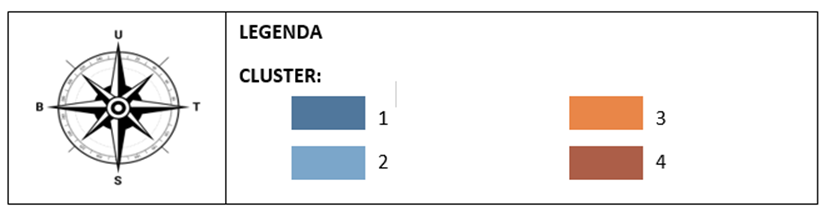 U
B T
S
LEGENDA
CLUSTER:
1 3
2 4